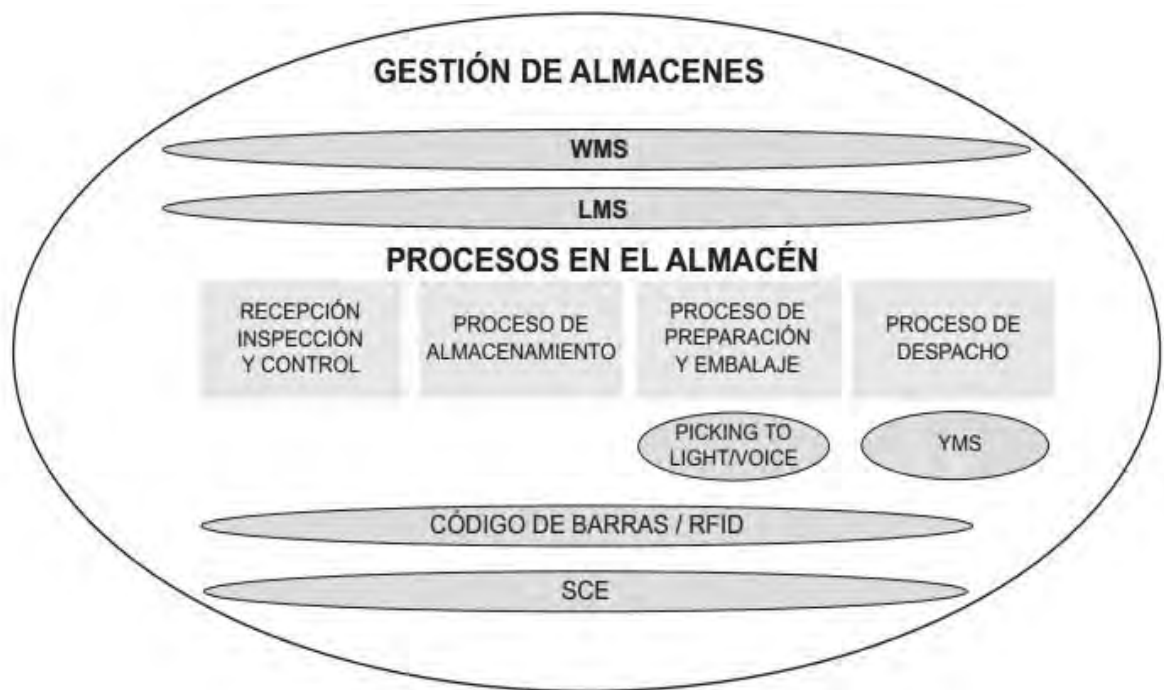 GESTIÓN DE ALMACENES
WMS
LMS
PROCESOS EN EL ALMACÉN
RECEPCIÓN
INSPECCIÓN
Y CONTROL
PROCESO DE
ALMACENAMIENTO
PROCESO DE
PREPARACIÓN
Y EMBALAJE
PROCESO DE
DESPACHO
PICKING TO
LIGHT/VOICE
YMS
CÓDIGO DE BARRAS / RFID
SCE